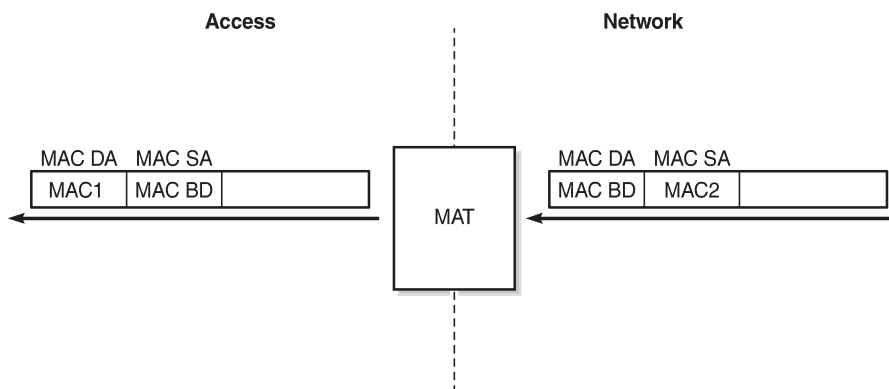 Access
Network
MAC DA MAC SA
MAC1 MAC BD
MAT
MAC DA MAC SA
MAC BD MAC2